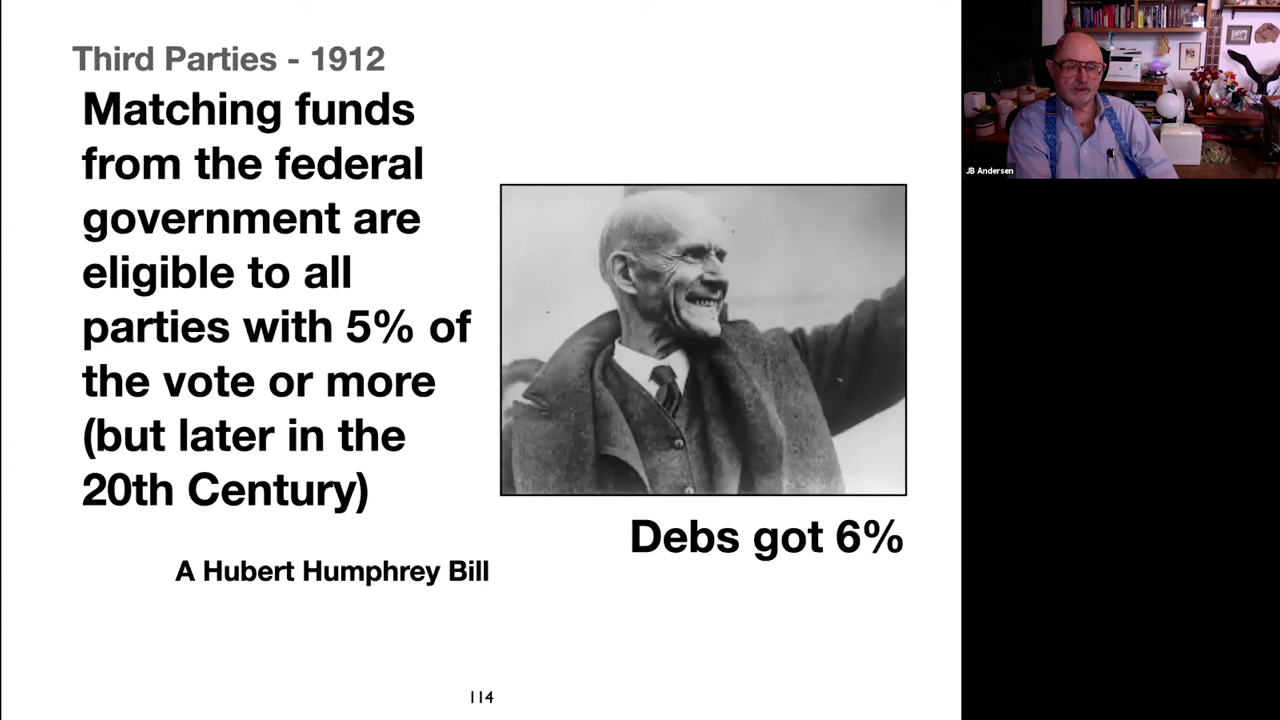 Third Parties - 1912
Matching funds
from the federal
government are
eligible to all
parties with 5% of
the vote or more
(but later in the
20th Century)
A Hubert Humphrey Bill
Debs got 6%
114
JB Andersen